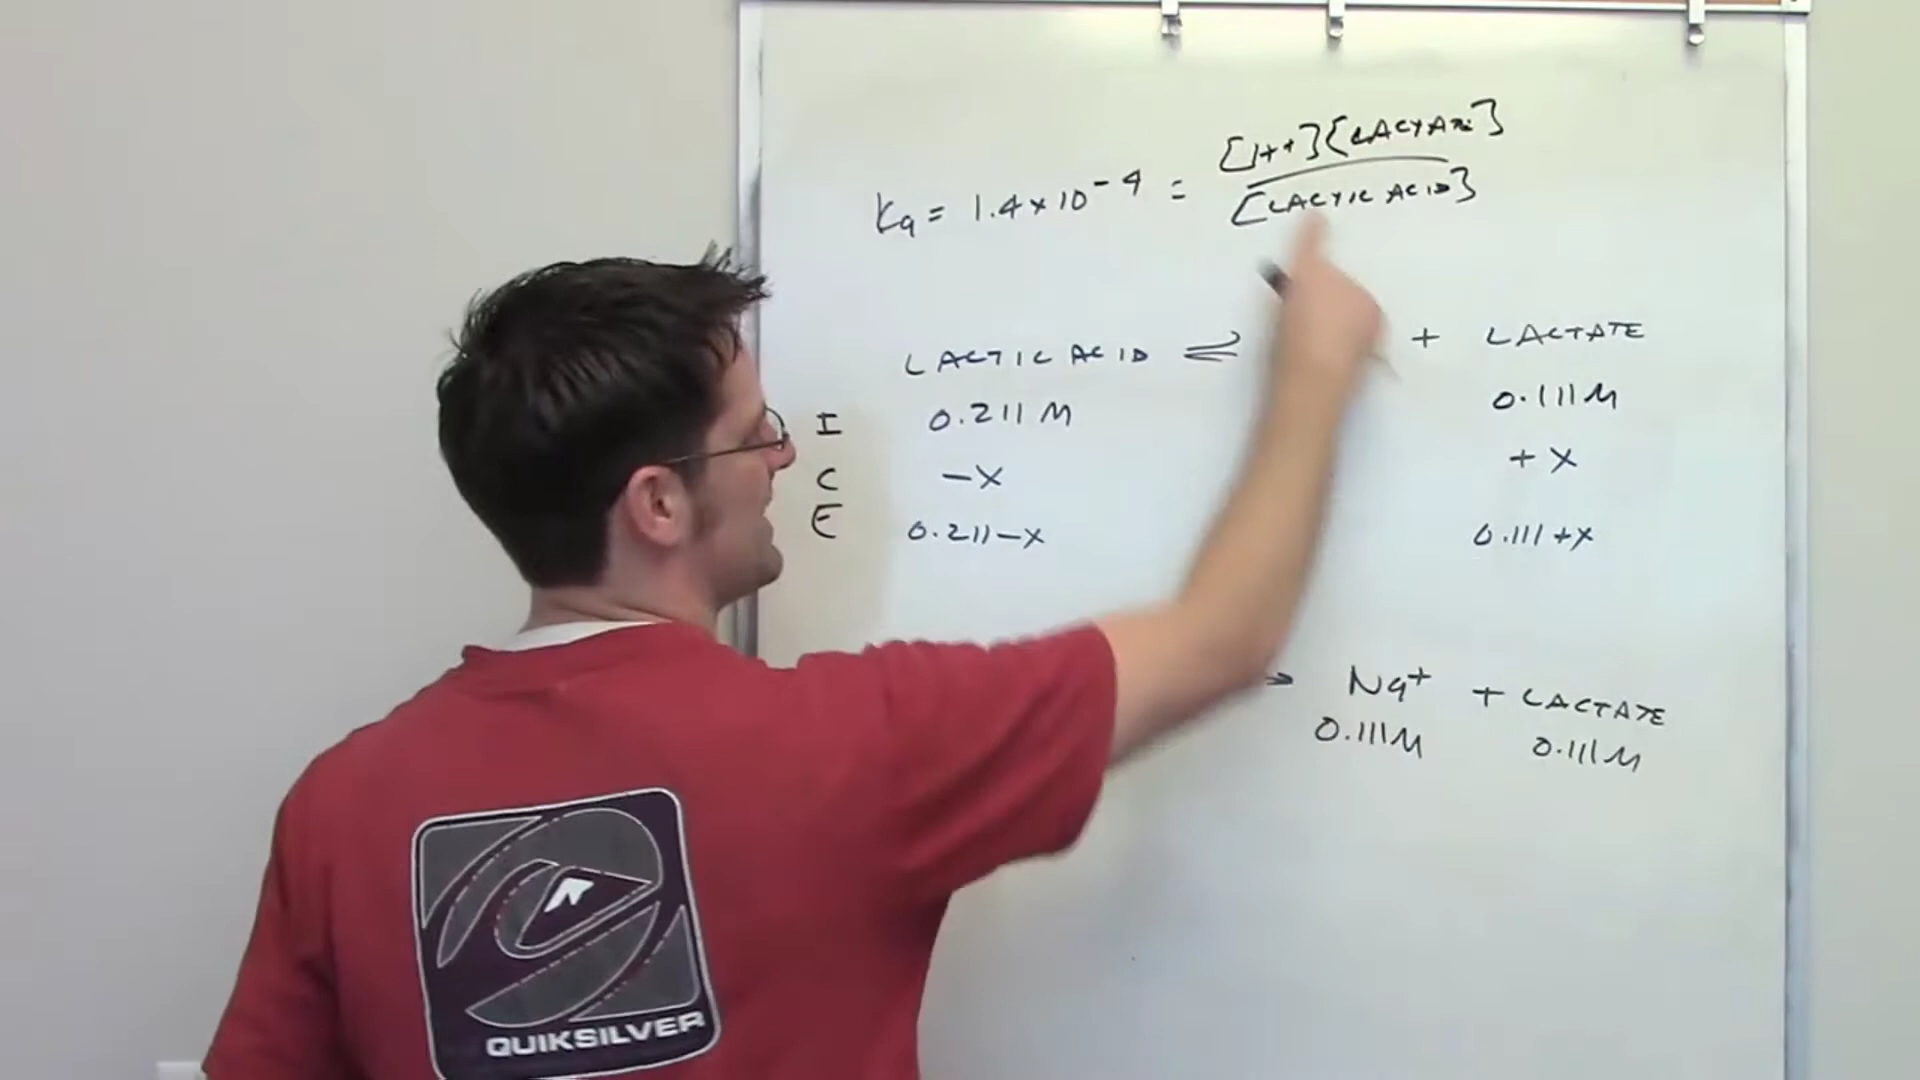 Ka = 1.4 x 10⁻⁴ = [H+][LACTATE] / [LACTIC ACID]
LACTIC ACID ⇌ + LACTATE
I 0.211 M 0.111 M
C -X + X
E 0.211-X 0.111+X
→ Na+ + LACTATE
0.111M 0.111M
QUIKSILVER